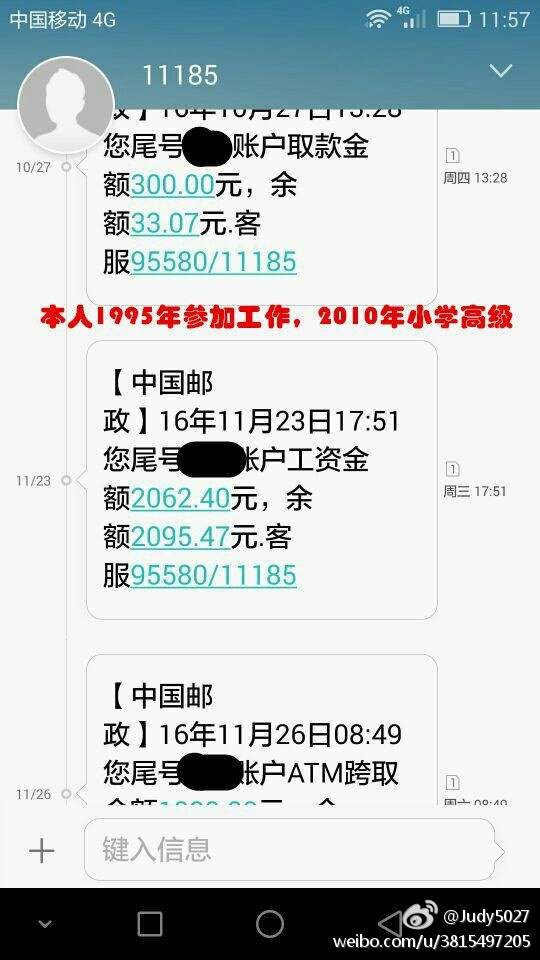 中国移动 4G
4G
11:57
11185
政】16年10月27日13:28
您尾号
账户取款金
额300.00元，余
额33.07元.客
服95580/11185
10/27
1
周四 13:28
本人1995年参加工作，2010年小学高级
【中国邮
政】16年11月23日17:51
您尾号
账户工资金
额2062.40元，余
额2095.47元.客
服95580/11185
11/23
1
周三 17:51
【中国邮
政】16年11月26日08:49
您尾号
账户ATM跨取
11/26
1
周六 08:49
键入信息
@Judy5027
weibo.com/u/3815497205